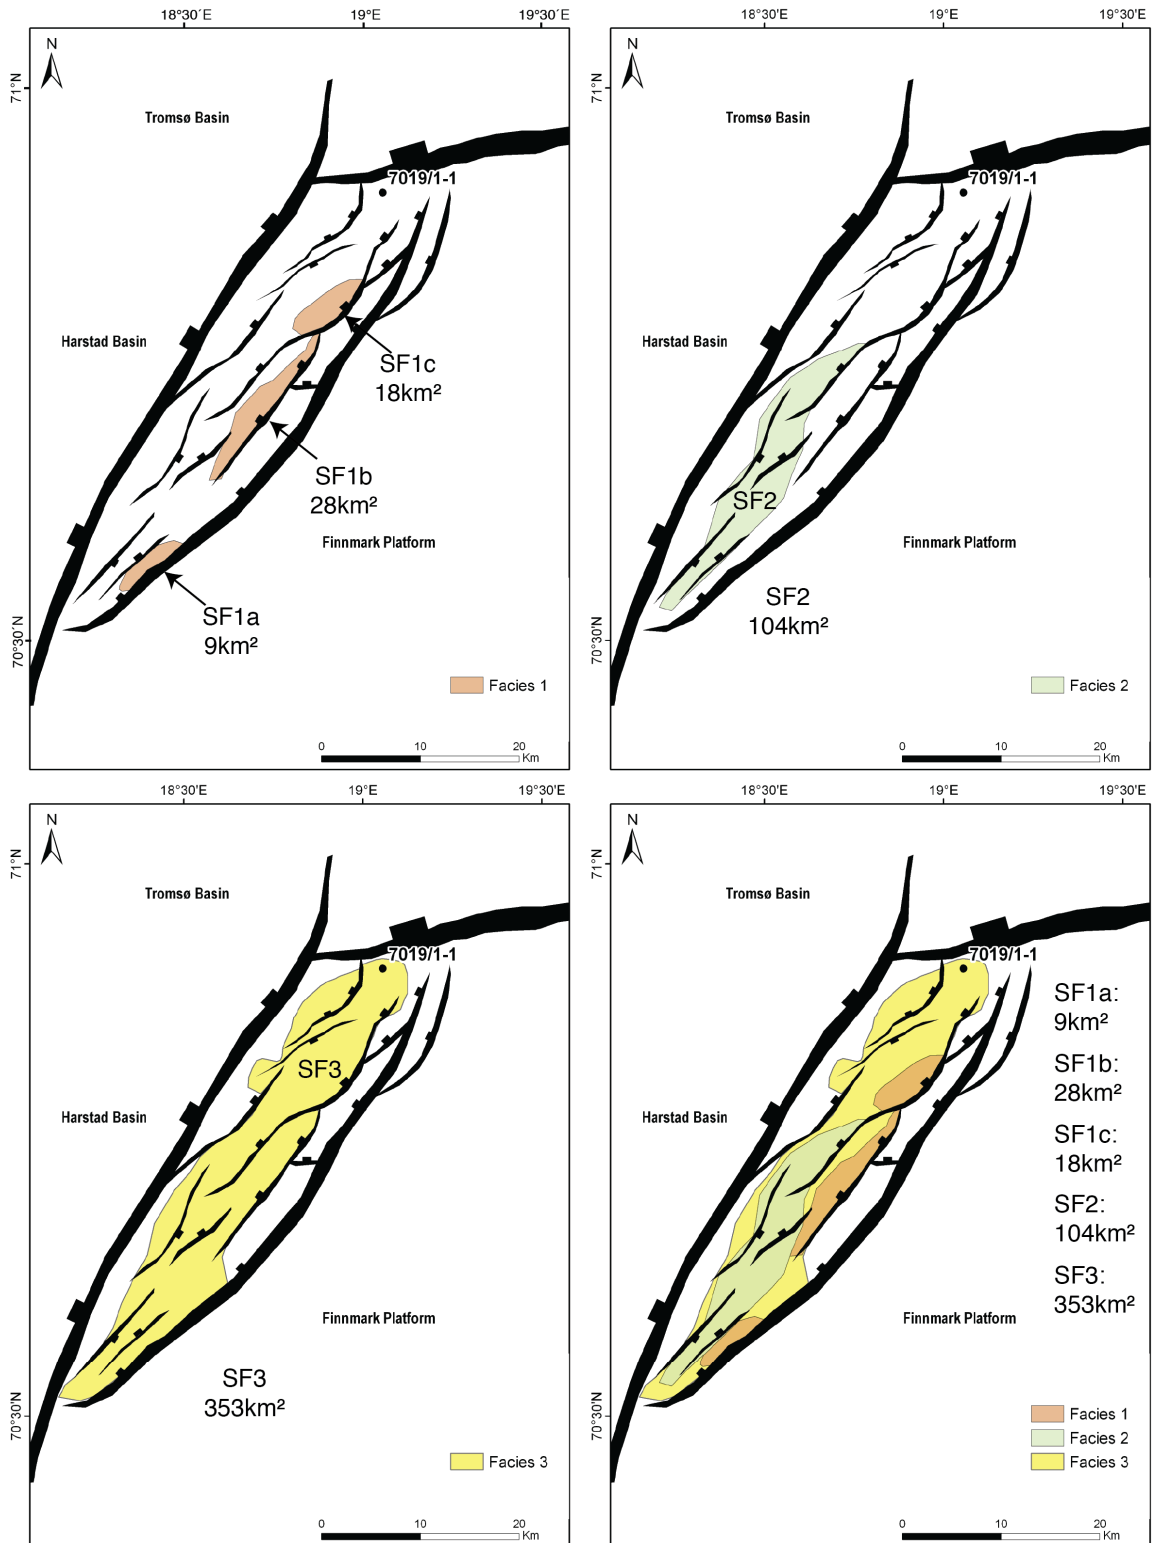 18°30´E 19°E 19°30´E
N
71°N
Tromsø Basin
7019/1-1
Harstad Basin
SF1c
18km²
SF1b
28km²
Finnmark Platform
SF1a
9km²
70°30´N
Facies 1
0 10 20
Km
18°30'E 19°E 19°30'E
N
71°N
Tromsø Basin
7019/1-1
Harstad Basin
SF2
Finnmark Platform
SF2
104km²
70°30'N
Facies 2
0 10 20
Km
18°30'E 19°E 19°30'E
N
71°N
Tromsø Basin
7019/1-1
SF3
Harstad Basin
Finnmark Platform
SF3
353km²
70°30'N
Facies 3
0 10 20
Km
18°30'E 19°E 19°30'E
N
71°N
Tromsø Basin
7019/1-1
SF1a:
9km²
SF1b:
28km²
Harstad Basin
SF1c:
18km²
SF2:
104km²
SF3:
353km²
Finnmark Platform
70°30'N
Facies 1
Facies 2
Facies 3
0 10 20
Km